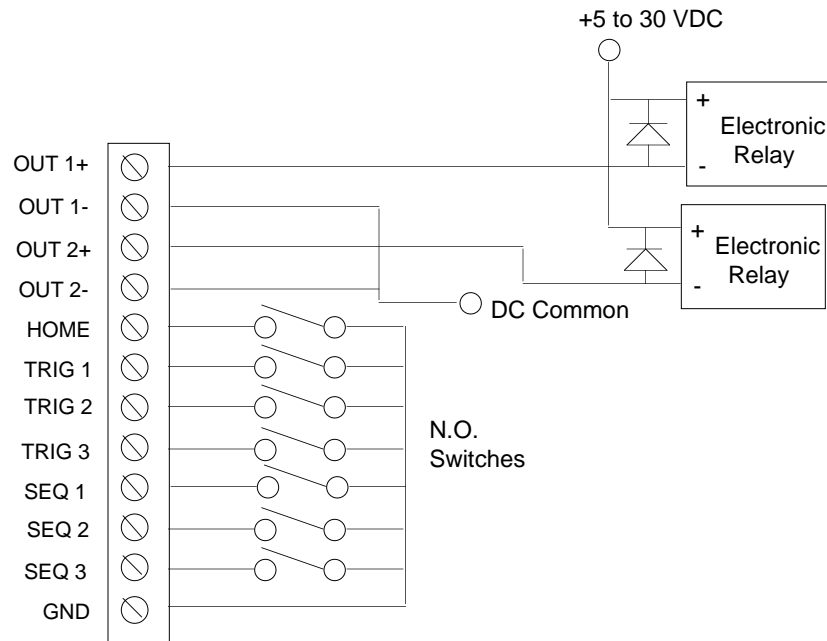 +5 to 30 VDC
+
Electronic
Relay
-
+
Electronic
Relay
-
OUT 1+
OUT 1-
OUT 2+
OUT 2-
HOME
TRIG 1
TRIG 2
TRIG 3
SEQ 1
SEQ 2
SEQ 3
GND
DC Common
N.O.
Switches